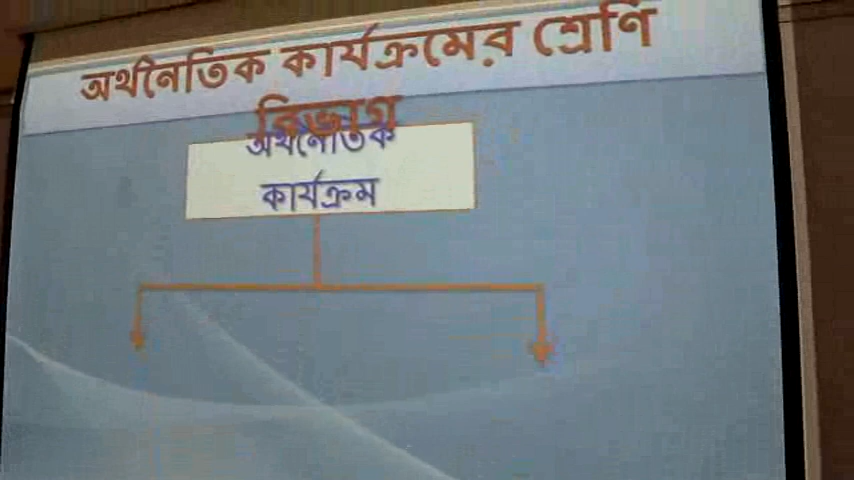 অর্থনৈতিক কার্যক্রমের শ্রেণি
বিভাগ
অর্থনৈতিক
কার্যক্রম